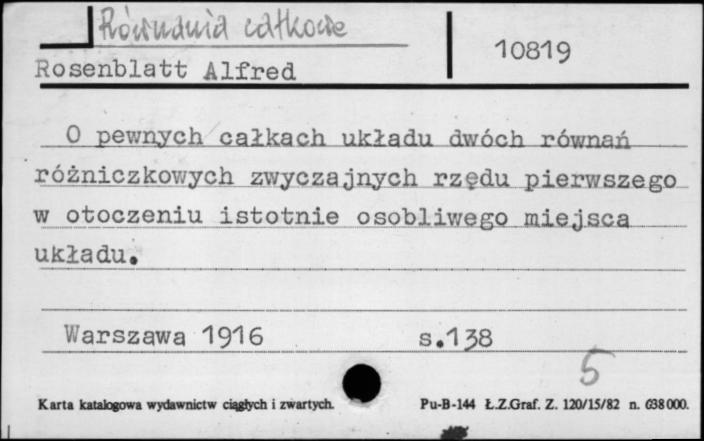 Równania całkowe
10819
Rosenblatt Alfred
O pewnych całkach układu dwóch równań
różniczkowych zwyczajnych rzędu pierwszego
w otoczeniu istotnie osobliwego miejsca
układu.
Warszawa 1916 s.138
5
Karta katalogowa wydawnictw ciągłych i zwartych. Pu-B-144 Ł.Z.Graf. Z. 120/15/82 n. 638000.